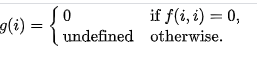 g(i) = { 0 if f(i, i) = 0,
undefined otherwise.